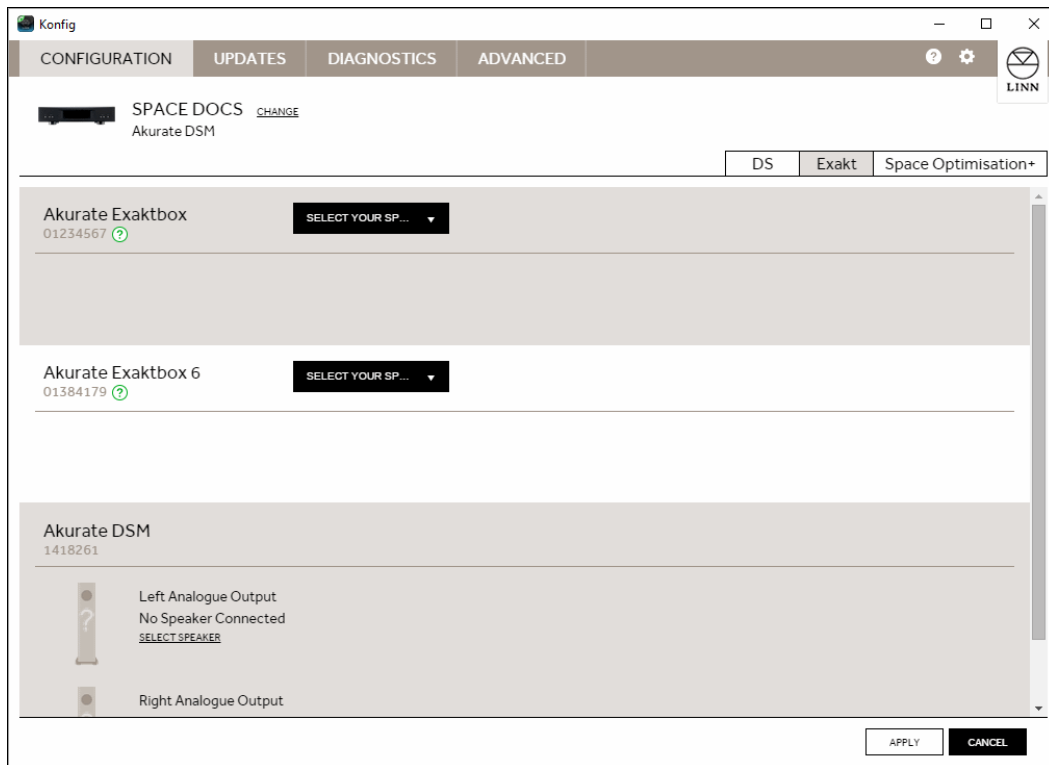 Konfig
CONFIGURATION UPDATES DIAGNOSTICS ADVANCED
?
LINN
SPACE DOCS CHANGE
Akurate DSM
DS Exakt Space Optimisation+
Akurate Exaktbox SELECT YOUR SP...
01234567 ?
Akurate Exaktbox 6 SELECT YOUR SP...
01384179 ?
Akurate DSM
1418261
?
Left Analogue Output
No Speaker Connected
SELECT SPEAKER
Right Analogue Output
APPLY CANCEL